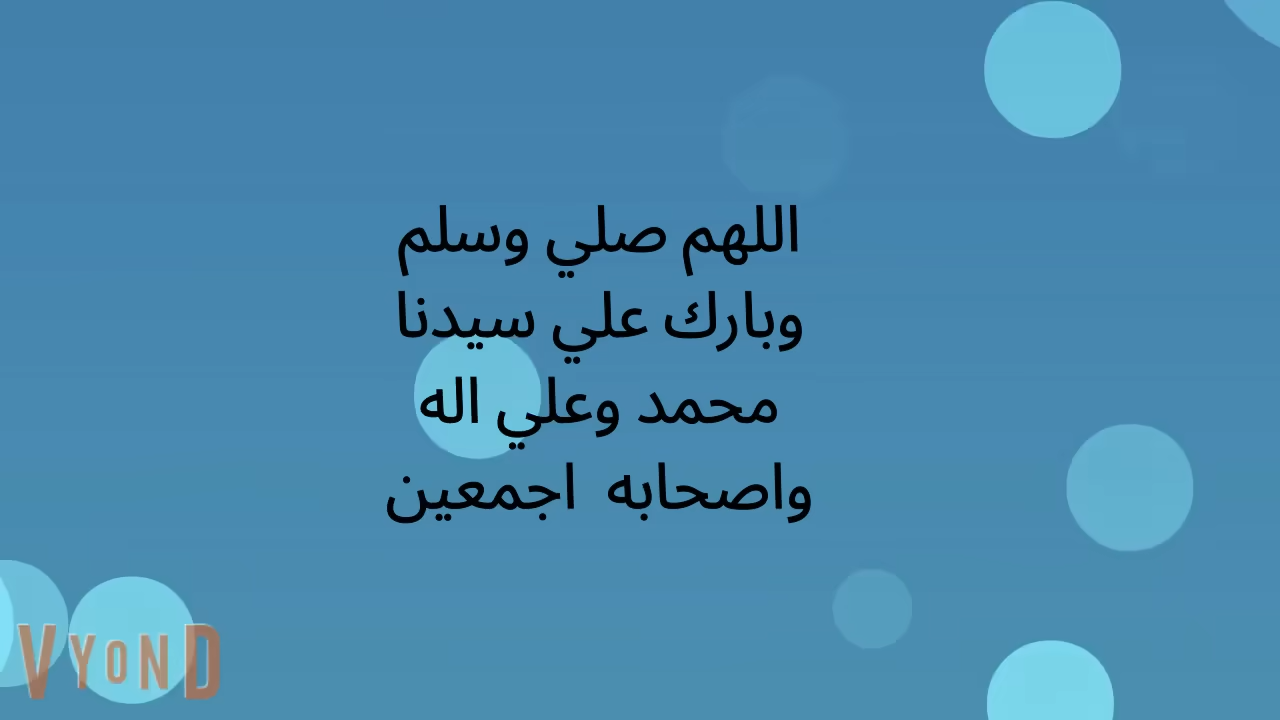 اللهم صلي وسلم
وبارك علي سيدنا
محمد وعلي اله
واصحابه  اجمعين
VYOND